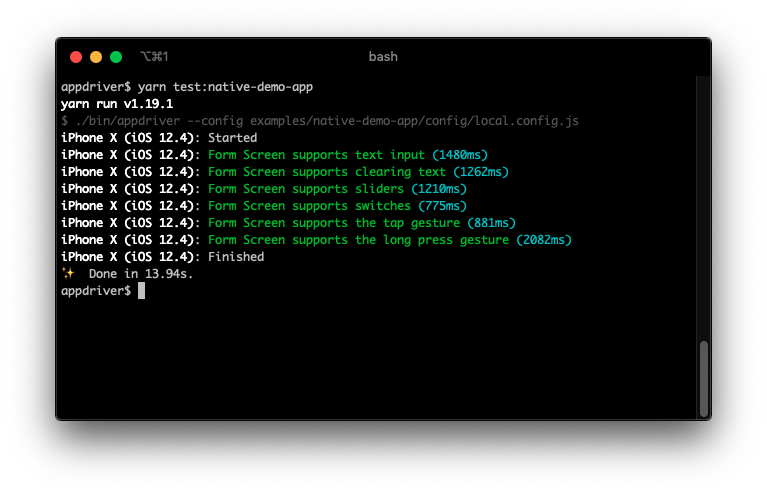 ⌥⌘1
bash
appdriver$ yarn test:native-demo-app
yarn run v1.19.1
$ ./bin/appdriver --config examples/native-demo-app/config/local.config.js
iPhone X (iOS 12.4): Started
iPhone X (iOS 12.4): Form Screen supports text input (1480ms)
iPhone X (iOS 12.4): Form Screen supports clearing text (1262ms)
iPhone X (iOS 12.4): Form Screen supports sliders (1210ms)
iPhone X (iOS 12.4): Form Screen supports switches (775ms)
iPhone X (iOS 12.4): Form Screen supports the tap gesture (881ms)
iPhone X (iOS 12.4): Form Screen supports the long press gesture (2082ms)
iPhone X (iOS 12.4): Finished
✨ Done in 13.94s.
appdriver$